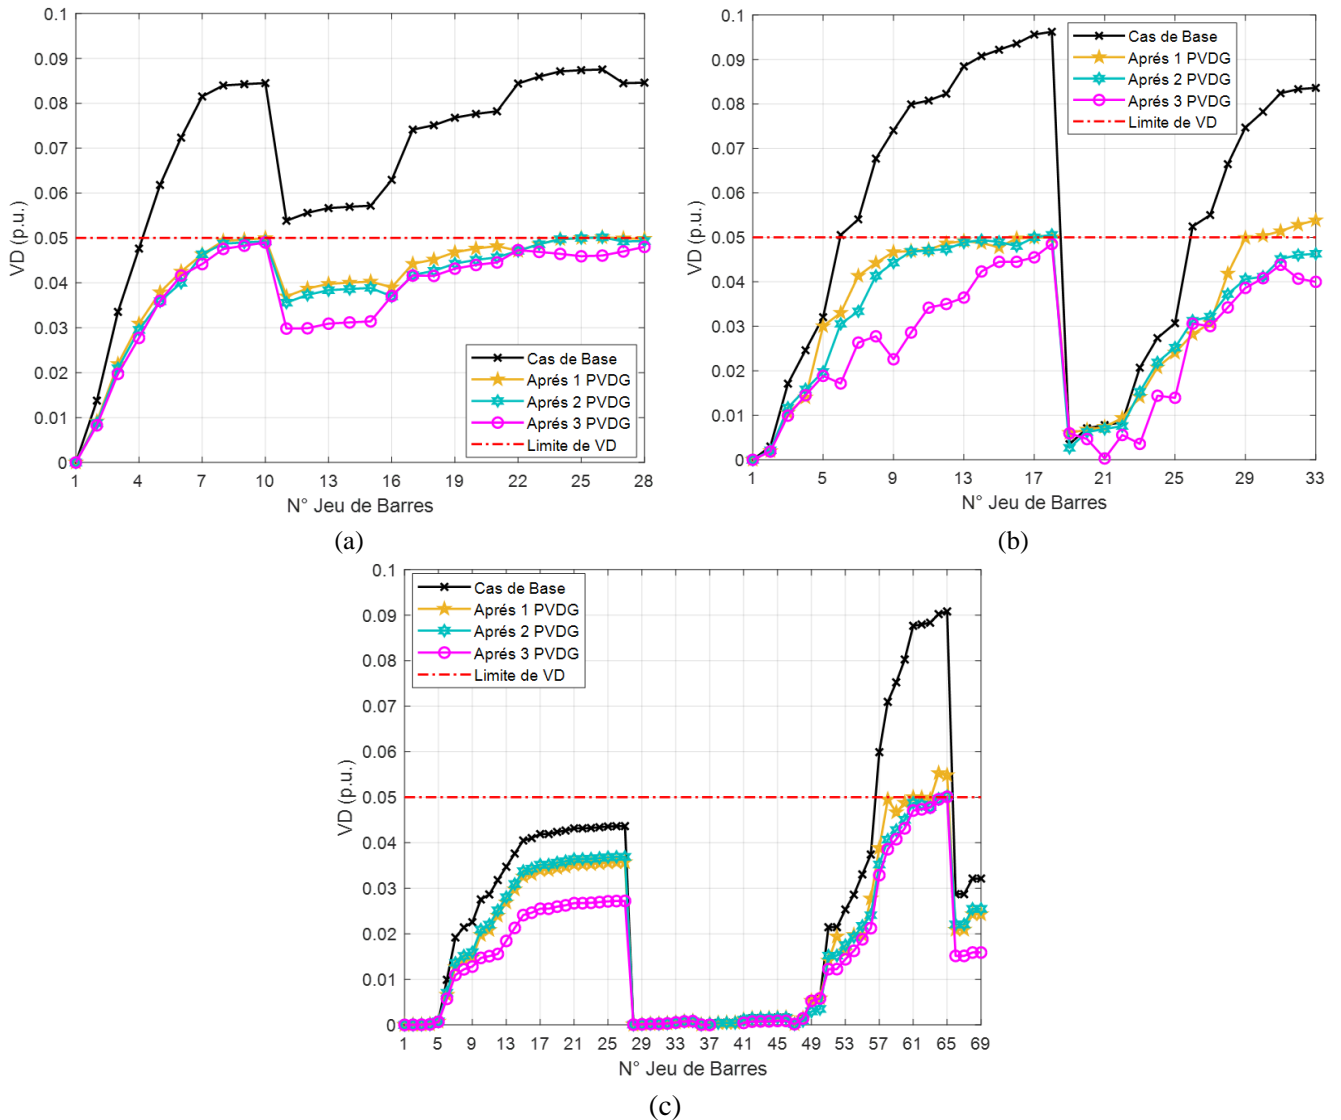 0.1
0.09
0.08
0.07
0.06
0.05
0.04
0.03
0.02
0.01
0
VD (p.u.)
1 4 7 10 13 16 19 22 25 28
N° Jeu de Barres
Cas de Base
Aprés 1 PVDG
Aprés 2 PVDG
Aprés 3 PVDG
Limite de VD
(a)
0.1
0.09
0.08
0.07
0.06
0.05
0.04
0.03
0.02
0.01
0
VD (p.u.)
1 5 9 13 17 21 25 29 33
N° Jeu de Barres
Cas de Base
Aprés 1 PVDG
Aprés 2 PVDG
Aprés 3 PVDG
Limite de VD
(b)
0.1
0.09
0.08
0.07
0.06
0.05
0.04
0.03
0.02
0.01
0
VD (p.u.)
1 5 9 13 17 21 25 29 33 37 41 45 49 53 57 61 65 69
N° Jeu de Barres
Cas de Base
Aprés 1 PVDG
Aprés 2 PVDG
Aprés 3 PVDG
Limite de VD
(c)